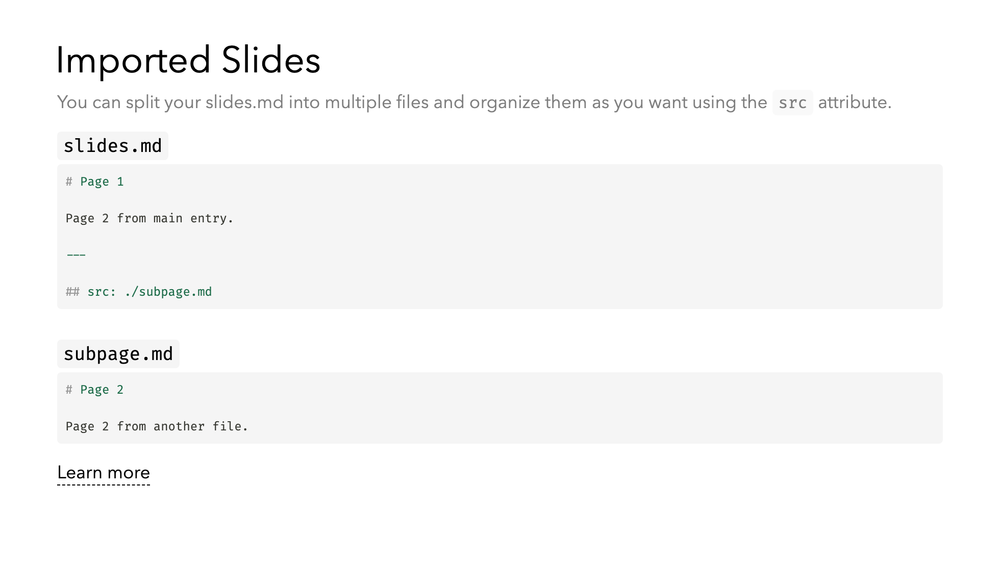 Imported Slides
You can split your slides.md into multiple files and organize them as you want using the src attribute.
slides.md
# Page 1
Page 2 from main entry.
---
## src: ./subpage.md
subpage.md
# Page 2
Page 2 from another file.
Learn more